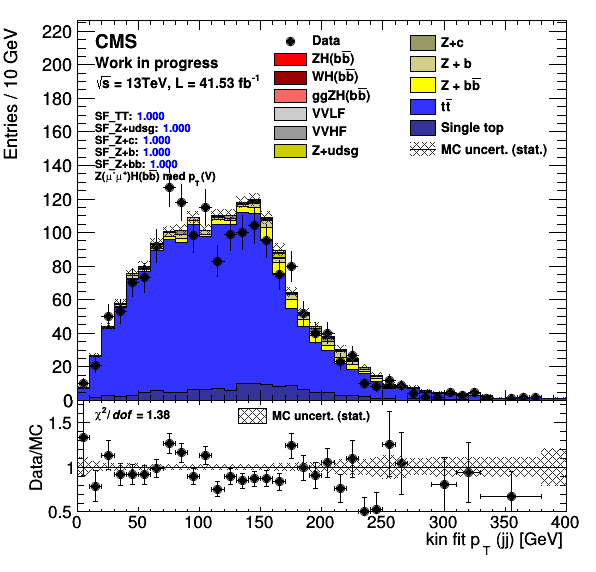 CMS
Work in progress
√s = 13TeV, L = 41.53 fb⁻¹
SF_TT: 1.000
SF_Z+udsg: 1.000
SF_Z+c: 1.000
SF_Z+b: 1.000
SF_Z+bb: 1.000
Z(μ⁻μ⁺)H(bb̅) med p_T(V)
Data
ZH(bb̅)
WH(bb̅)
ggZH(bb̅)
VVLF
VVHF
Z+udsg
Z+c
Z + b
Z + bb̅
tt̅
Single top
MC uncert. (stat.)
Entries / 10 GeV
220
200
180
160
140
120
100
80
60
40
20
0
χ²/dof = 1.38
MC uncert. (stat.)
Data/MC
1.5
1
0.5
0 50 100 150 200 250 300 350 400
kin fit p_T (jj) [GeV]